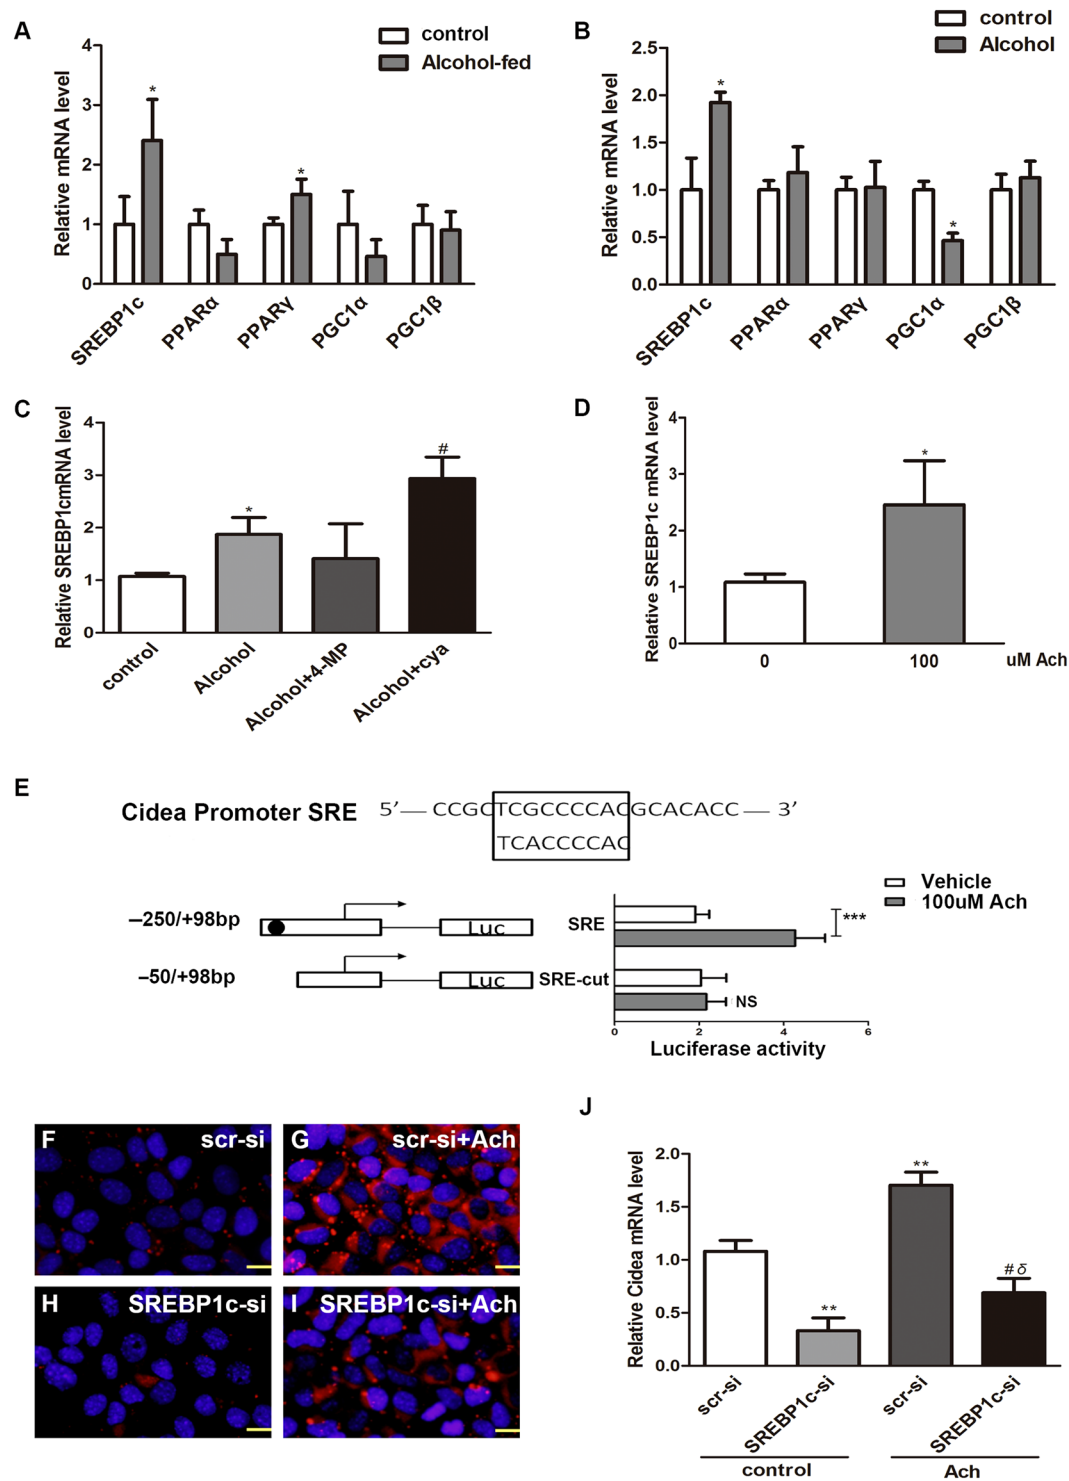 A
control
Alcohol-fed
Relative mRNA level
4
3
2
1
0
*
*
SREBP1c
PPARα
PPARγ
PGC1α
PGC1β
B
control
Alcohol
Relative mRNA level
2.5
2.0
1.5
1.0
0.5
0.0
*
*
SREBP1c
PPARα
PPARγ
PGC1α
PGC1β
C
Relative SREBP1cmRNA level
4
3
2
1
0
*
#
control
Alcohol
Alcohol+4-MP
Alcohol+cya
D
Relative SREBP1c mRNA level
4
3
2
1
0
*
0
100
uM Ach
E
Cidea Promoter SRE
5’— CCGCTCGCCCCACGCACACC — 3’
TCACCCCAC
–250/+98bp
Luc
–50/+98bp
Luc
Vehicle
100uM Ach
SRE
***
SRE-cut
NS
0 2 4 6
Luciferase activity
F scr-si
G scr-si+Ach
H SREBP1c-si
I SREBP1c-si+Ach
J
Relative Cidea mRNA level
2.0
1.5
1.0
0.5
0.0
**
**
#δ
scr-si
SREBP1c-si
scr-si
SREBP1c-si
control
Ach